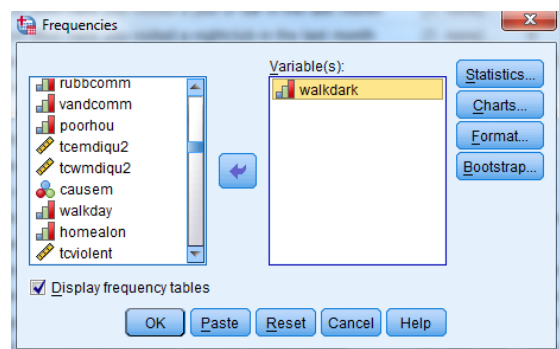 Frequencies
rubbcomm
vandcomm
poorhou
tcemdiqu2
tcwmdiqu2
causem
walkday
homealon
tcviolent
Variable(s):
walkdark
Statistics...
Charts...
Format...
Bootstrap...
Display frequency tables
OK Paste Reset Cancel Help